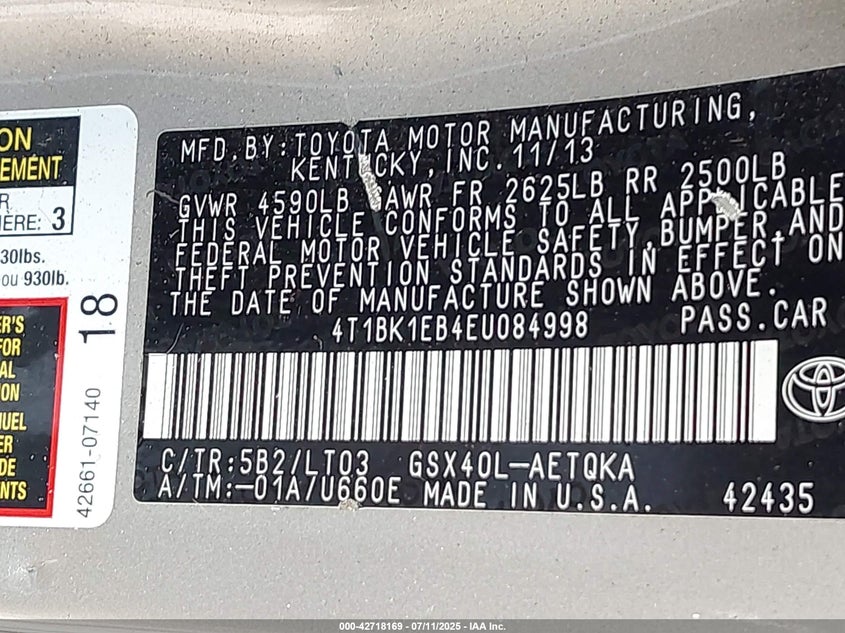 ON
EMENT
R
HERE: 3
30lbs.
ou 930lb.
ER'S
FOR
AL
ION
UEL
ER
DE
ENTS
42661-07140
18
MFD. BY: TOYOTA MOTOR MANUFACTURING,
KENTUCKY, INC. 11/13
GVWR 4590LB GAWR FR 2625LB RR 2500LB
THIS VEHICLE CONFORMS TO ALL APPLICABLE
FEDERAL MOTOR VEHICLE SAFETY, BUMPER, AND
THEFT PREVENTION STANDARDS IN EFFECT ON
THE DATE OF MANUFACTURE SHOWN ABOVE.
4T1BK1EB4EU084998 PASS.CAR
C/TR:5B2/LT03 GSX40L-AETQKA
A/TM:-01A/U660E MADE IN U.S.A. 42435
000-42718169 - 07/11/2025 - IAA Inc.